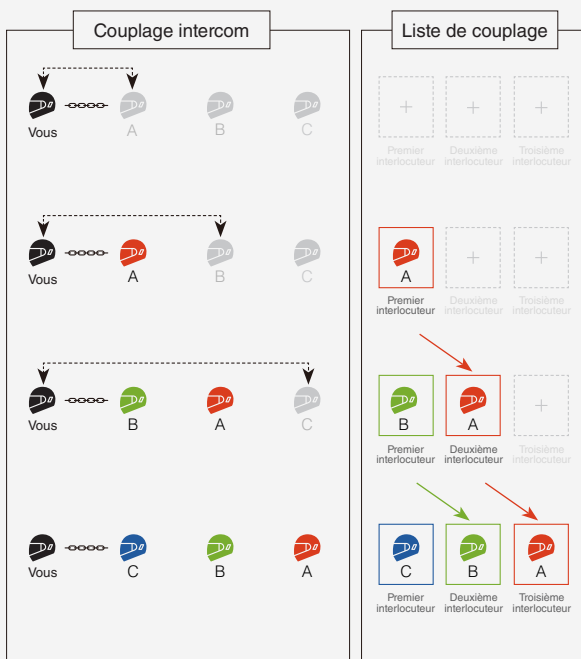 Couplage intercom
Liste de couplage
Vous
A
B
C
Premier
interlocuteur
Deuxième
interlocuteur
Troisième
interlocuteur
Vous
A
B
C
A
Premier
interlocuteur
Deuxième
interlocuteur
Troisième
interlocuteur
Vous
B
A
C
B
A
Premier
interlocuteur
Deuxième
interlocuteur
Troisième
interlocuteur
Vous
C
B
A
C
B
A
Premier
interlocuteur
Deuxième
interlocuteur
Troisième
interlocuteur